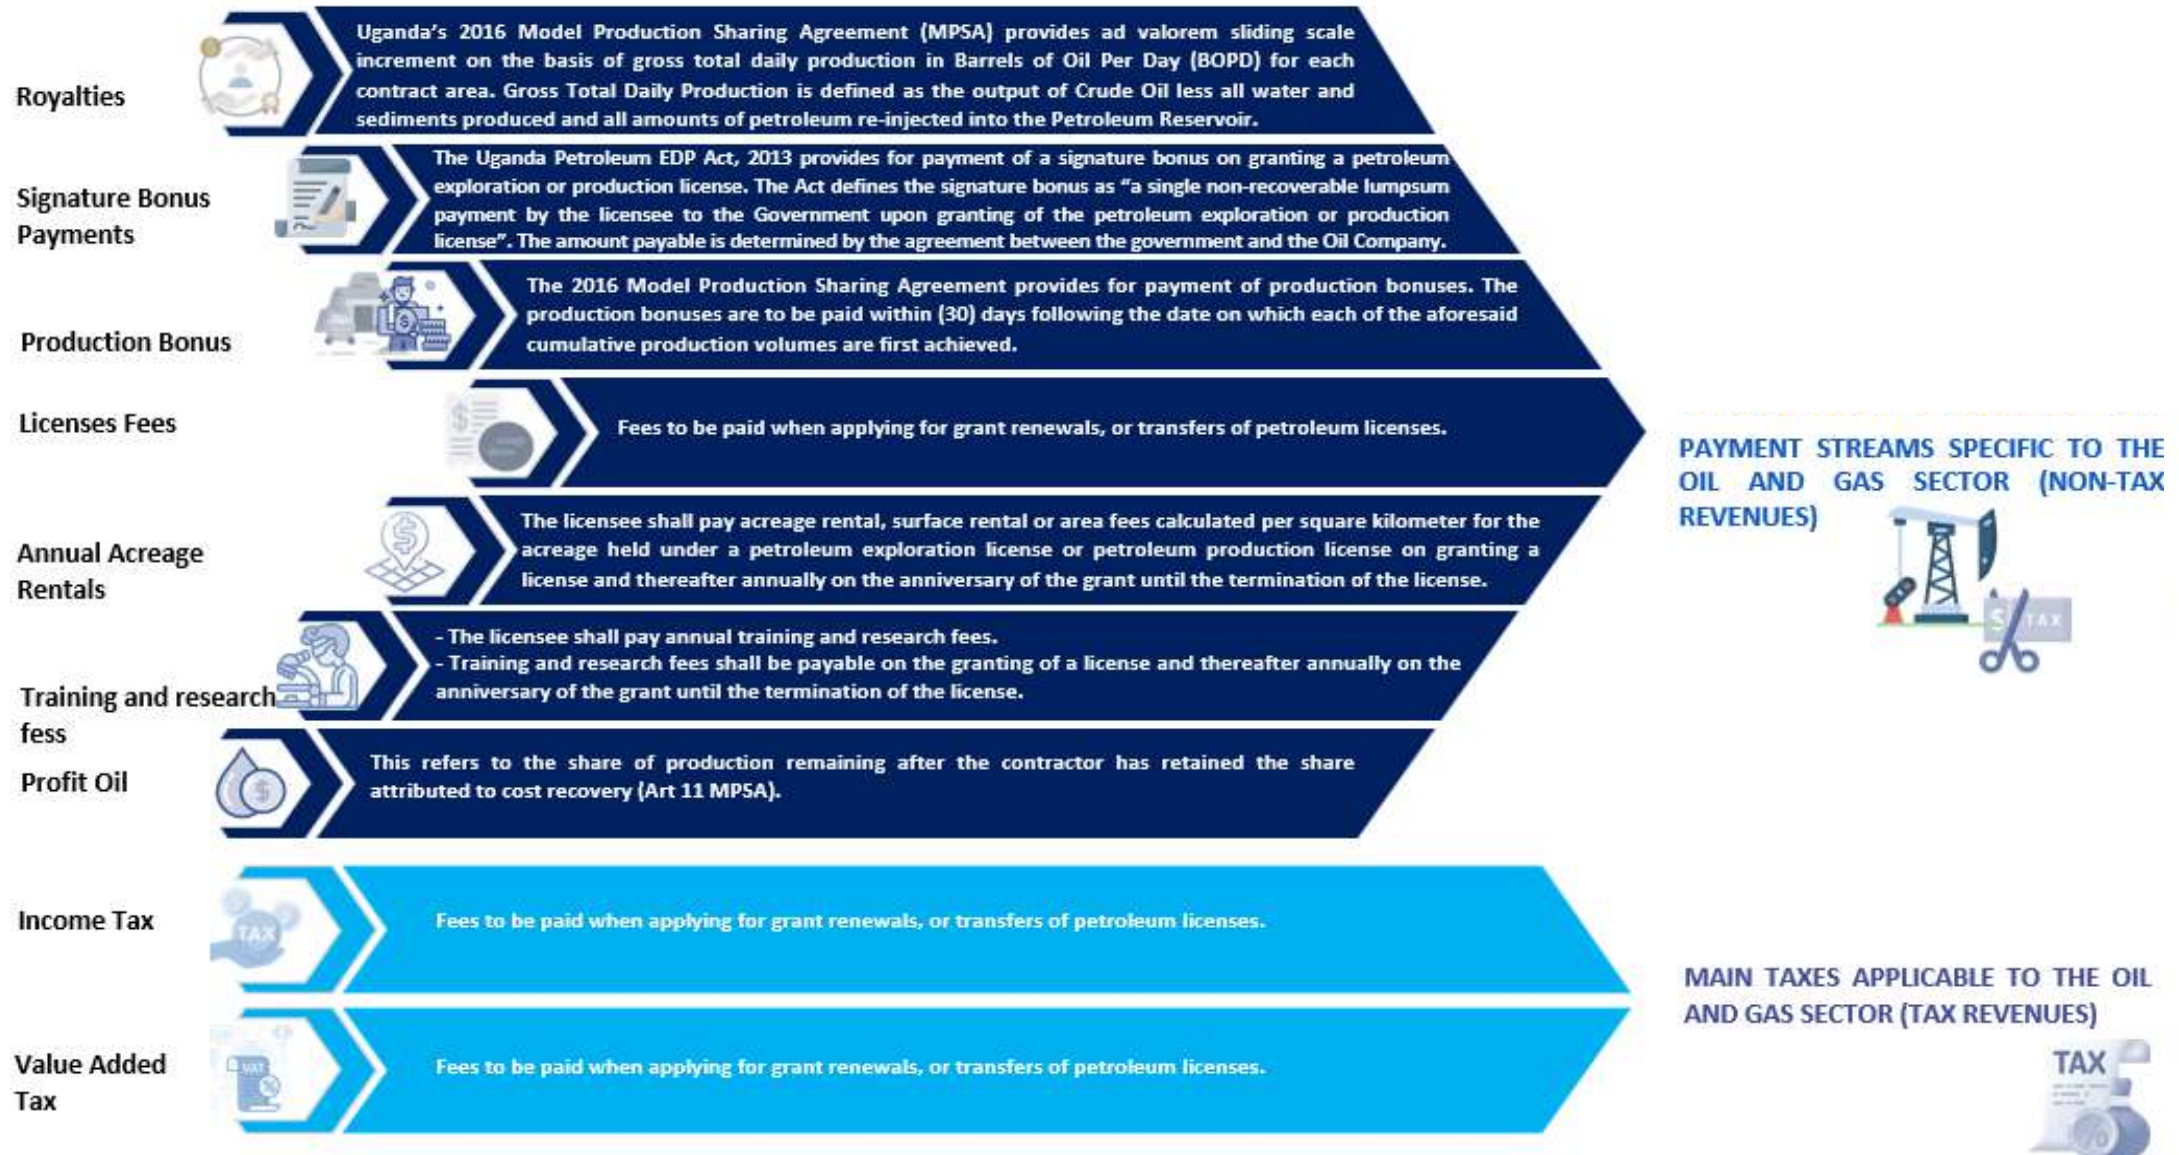 Royalties
Uganda's 2016 Model Production Sharing Agreement (MPSA) provides ad valorem sliding scale
increment on the basis of gross total daily production in Barrels of Oil Per Day (BOPD) for each
contract area. Gross Total Daily Production is defined as the output of Crude Oil less all water and
sediments produced and all amounts of petroleum re-injected into the Petroleum Reservoir.
Signature Bonus
Payments
The Uganda Petroleum EDP Act, 2013 provides for payment of a signature bonus on granting a petroleum
exploration or production license. The Act defines the signature bonus as "a single non-recoverable lumpsum
payment by the licensee to the Government upon granting of the petroleum exploration or production
license". The amount payable is determined by the agreement between the government and the Oil Company.
Production Bonus
The 2016 Model Production Sharing Agreement provides for payment of production bonuses. The
production bonuses are to be paid within (30) days following the date on which each of the aforesaid
cumulative production volumes are first achieved.
Licenses Fees
Fees to be paid when applying for grant renewals, or transfers of petroleum licenses.
Annual Acreage
Rentals
The licensee shall pay acreage rental, surface rental or area fees calculated per square kilometer for the
acreage held under a petroleum exploration license or petroleum production license on granting a
license and thereafter annually on the anniversary of the grant until the termination of the license.
Training and research
fess
- The licensee shall pay annual training and research fees.
- Training and research fees shall be payable on the granting of a license and thereafter annually on the
anniversary of the grant until the termination of the license.
Profit Oil
This refers to the share of production remaining after the contractor has retained the share
attributed to cost recovery (Art 11 MPSA).
PAYMENT STREAMS SPECIFIC TO THE
OIL AND GAS SECTOR (NON-TAX
REVENUES)
$ TAX
Income Tax
TAX
Fees to be paid when applying for grant renewals, or transfers of petroleum licenses.
Value Added
Tax
VAT
Fees to be paid when applying for grant renewals, or transfers of petroleum licenses.
MAIN TAXES APPLICABLE TO THE OIL
AND GAS SECTOR (TAX REVENUES)
TAX
%